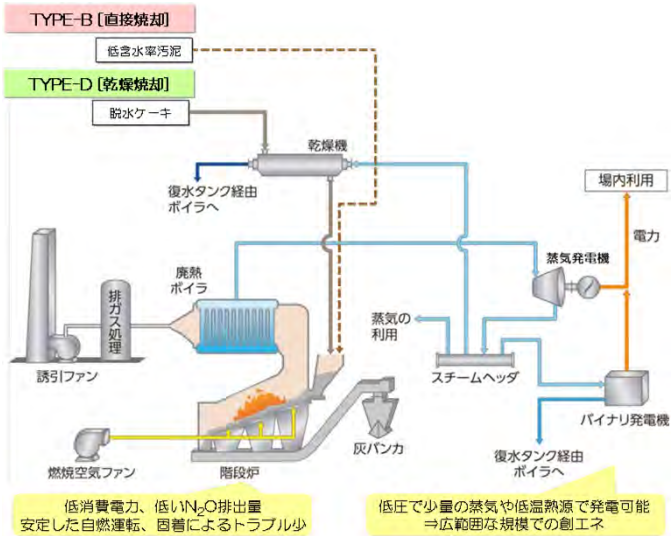 TYPE-B [直接焼却]
低含水率汚泥
TYPE-D [乾燥焼却]
脱水ケーキ
乾燥機
復水タンク経由
ボイラへ
場内利用
電力
蒸気発電機
廃熱
ボイラ
排ガス処理
蒸気の
利用
スチームヘッダ
誘引ファン
バイナリ発電機
灰バンカ
燃焼空気ファン
階段炉
復水タンク経由
ボイラへ
低消費電力、低いN₂O排出量
安定した自燃運転、固着によるトラブル少
低圧で少量の蒸気や低温熱源で発電可能
⇒広範囲な規模での創エネ